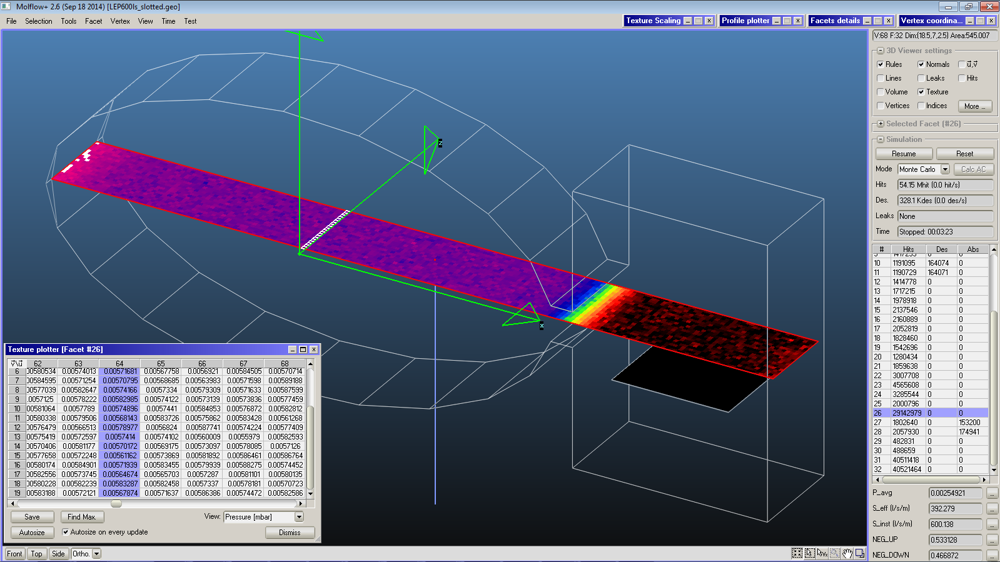 Molflow+ 2.6 (Sep 18 2014) [LEP600ls_slotted.geo]
File Selection Tools Facet Vertex View Time Test
Texture Scaling Profile plotter Facets details Vertex coordina...
V:68 F:32 Dim:(18.5,7,2.5) Area:545.007
3D Viewer settings
Rules Normals ū,v̄
Lines Leaks Hits
Volume Texture
Vertices Indices More ...
Selected Facet (#26)
Simulation
Resume Reset
Mode Monte Carlo Calc AC
Hits 54.15 Mhit (0.0 hit/s)
Des. 328.1 Kdes (0.0 des/s)
Leaks None
Time Stopped: 00:03:23
# Hits Des Abs
9 1417235 0 0
10 1191095 164074 0
11 1190729 164071 0
12 1414778 0 0
13 1717215 0 0
14 1978918 0 0
15 2137546 0 0
16 2160889 0 0
17 2052819 0 0
18 1828460 0 0
19 1542696 0 0
20 1280434 0 0
21 1859638 0 0
22 3007708 0 0
23 4565608 0 0
24 3285544 0 0
25 2000796 0 0
26 29142979 0 0
27 1802640 0 153200
28 2057930 0 174941
29 482831 0 0
30 488659 0 0
31 40511418 0 0
32 40521464 0 0
P_avg 0.00254921 ...
S_eff (l/s/m) 392.279 ...
S_inst (l/s/m) 600.138 ...
NEG_UP 0.533128 ...
NEG_DOWN 0.466872 ...
z
x
Texture plotter [Facet #26]
v\u 62 63 64 65 66 67 68
6 00580534 0.00574013 0.00571681 0.00567758 0.0056921 0.00584505 0.00570714
7 00584595 0.00571254 0.00570795 0.00568685 0.00563983 0.00571598 0.00589188
8 00577039 0.00582647 0.00574166 0.0057334 0.00579309 0.00571633 0.00587599
9 .0057125 0.00578222 0.00582985 0.00574122 0.00573139 0.00573836 0.00577459
10 00581064 0.0057789 0.00574896 0.0057441 0.00584853 0.00576872 0.00582812
11 00580338 0.00579506 0.00568143 0.00583726 0.00575862 0.00583428 0.00561268
12 00576479 0.00566513 0.00578977 0.0056824 0.00587741 0.00574224 0.00577409
13 00575419 0.00572597 0.0057414 0.00574102 0.00560009 0.0055979 0.00582593
14 00570406 0.00581177 0.00570172 0.00569175 0.00573097 0.00578085 0.0057126
15 00577658 0.00572248 0.00561162 0.00573869 0.00581892 0.00586461 0.00586764
16 00580174 0.00584901 0.00571939 0.00583455 0.00579939 0.00588275 0.00574452
17 00582556 0.00573745 0.00564674 0.00565703 0.0057287 0.00581101 0.00580135
18 00580228 0.00582239 0.00583287 0.00582458 0.0057337 0.00578181 0.00570723
19 00583188 0.00572121 0.00567874 0.00571637 0.00586386 0.00574472 0.00582586
Save Find Max. View: Pressure [mbar]
Autosize Autosize on every update Dismiss
Front Top Side Ortho.